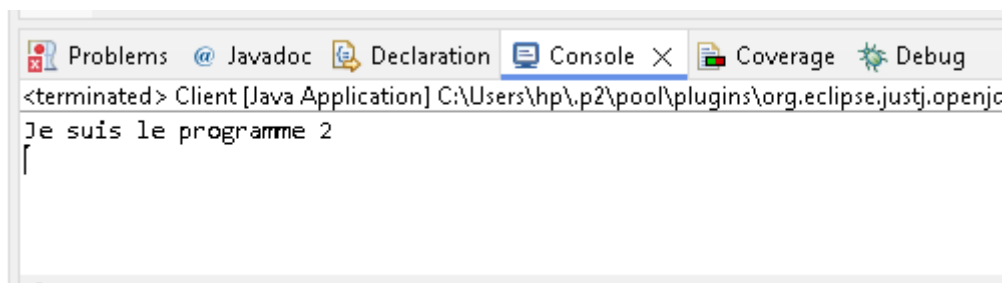 Problems @ Javadoc Declaration Console Coverage Debug
<terminated> Client [Java Application] C:\Users\hp\.p2\pool\plugins\org.eclipse.justj.openjd
Je suis le programme 2